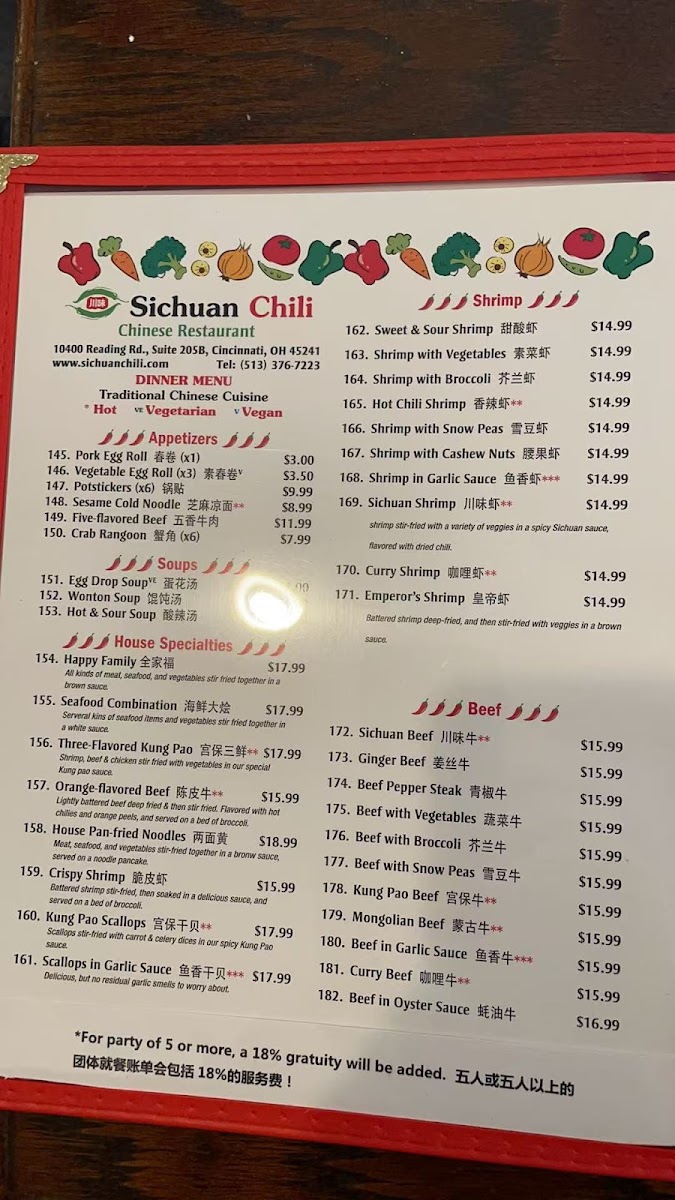 川味
Sichuan Chili
Chinese Restaurant
10400 Reading Rd., Suite 205B, Cincinnati, OH 45241
www.sichuanchili.com Tel: (513) 376-7223
DINNER MENU
Traditional Chinese Cuisine
* Hot VE Vegetarian V Vegan
Appetizers
145. Pork Egg Roll 春卷 (x1) $3.00
146. Vegetable Egg Roll (x3) 素春卷V $3.50
147. Potstickers (x6) 锅贴 $9.99
148. Sesame Cold Noodle 芝麻凉面** $8.99
149. Five-flavored Beef 五香牛肉 $11.99
150. Crab Rangoon 蟹角 (x6) $7.99
Soups
151. Egg Drop SoupVE 蛋花汤
152. Wonton Soup 馄饨汤
153. Hot & Sour Soup 酸辣汤
House Specialties
154. Happy Family 全家福 $17.99
All kinds of meat, seafood, and vegetables stir fried together in a
brown sauce.
155. Seafood Combination 海鲜大烩 $17.99
Serveral kins of seafood items and vegetables stir fried together in
a white sauce.
156. Three-Flavored Kung Pao 宫保三鲜** $17.99
Shrimp, beef & chicken stir fried with vegetables in our special
Kung pao sauce.
157. Orange-flavored Beef 陈皮牛** $15.99
Lightly battered beef deep fried & then stir fried. Flavored with hot
chilies and orange peels, and served on a bed of broccoli.
158. House Pan-fried Noodles 两面黄 $18.99
Meat, seafood, and vegetables stir-fried together in a bronw sauce,
served on a noodle pancake.
159. Crispy Shrimp 脆皮虾 $15.99
Battered shrimp stir-fried, then soaked in a delicious sauce, and
served on a bed of broccoli.
160. Kung Pao Scallops 宫保干贝** $17.99
Scallops stir-fried with carrot & celery dices in our spicy Kung Pao
sauce.
161. Scallops in Garlic Sauce 鱼香干贝*** $17.99
Delicious, but no residual garlic smells to worry about.
Shrimp
162. Sweet & Sour Shrimp 甜酸虾 $14.99
163. Shrimp with Vegetables 素菜虾 $14.99
164. Shrimp with Broccoli 芥兰虾 $14.99
165. Hot Chili Shrimp 香辣虾** $14.99
166. Shrimp with Snow Peas 雪豆虾 $14.99
167. Shrimp with Cashew Nuts 腰果虾 $14.99
168. Shrimp in Garlic Sauce 鱼香虾*** $14.99
169. Sichuan Shrimp 川味虾** $14.99
shrimp stir-fried with a variety of veggies in a spicy Sichuan sauce,
flavored with dried chili.
170. Curry Shrimp 咖哩虾** $14.99
171. Emperor's Shrimp 皇帝虾 $14.99
Battered shrimp deep-fried, and then stir-fried with veggies in a brown
sauce.
Beef
172. Sichuan Beef 川味牛** $15.99
173. Ginger Beef 姜丝牛 $15.99
174. Beef Pepper Steak 青椒牛 $15.99
175. Beef with Vegetables 蔬菜牛 $15.99
176. Beef with Broccoli 芥兰牛 $15.99
177. Beef with Snow Peas 雪豆牛 $15.99
178. Kung Pao Beef 宫保牛** $15.99
179. Mongolian Beef 蒙古牛** $15.99
180. Beef in Garlic Sauce 鱼香牛*** $15.99
181. Curry Beef 咖哩牛** $15.99
182. Beef in Oyster Sauce 蚝油牛 $16.99
*For party of 5 or more, a 18% gratuity will be added. 五人或五人以上的
团体就餐账单会包括 18%的服务费！